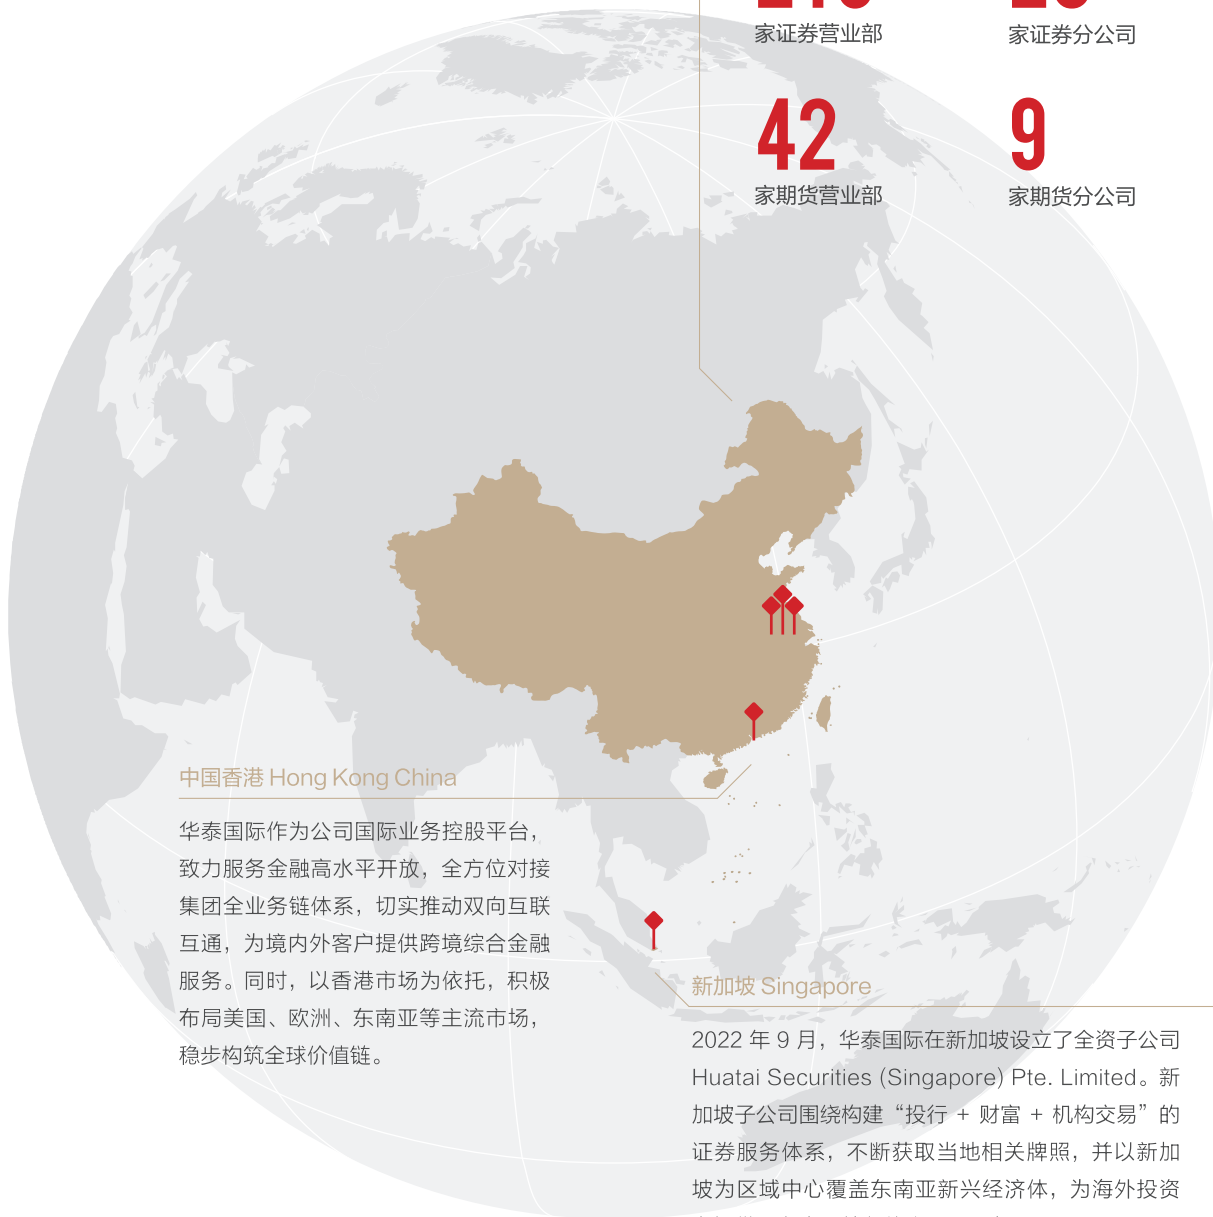 家证券营业部
家证券分公司
42
9
家期货营业部
家期货分公司
中国香港 Hong Kong China
华泰国际作为公司国际业务控股平台，
致力服务金融高水平开放，全方位对接
集团全业务链体系，切实推动双向互联
互通，为境内外客户提供跨境综合金融
服务。同时，以香港市场为依托，积极
布局美国、欧洲、东南亚等主流市场，
稳步构筑全球价值链。
新加坡 Singapore
2022 年 9 月，华泰国际在新加坡设立了全资子公司
Huatai Securities (Singapore) Pte. Limited。新
加坡子公司围绕构建“投行 + 财富 + 机构交易”的
证券服务体系，不断获取当地相关牌照，并以新加
坡为区域中心覆盖东南亚新兴经济体，为海外投资